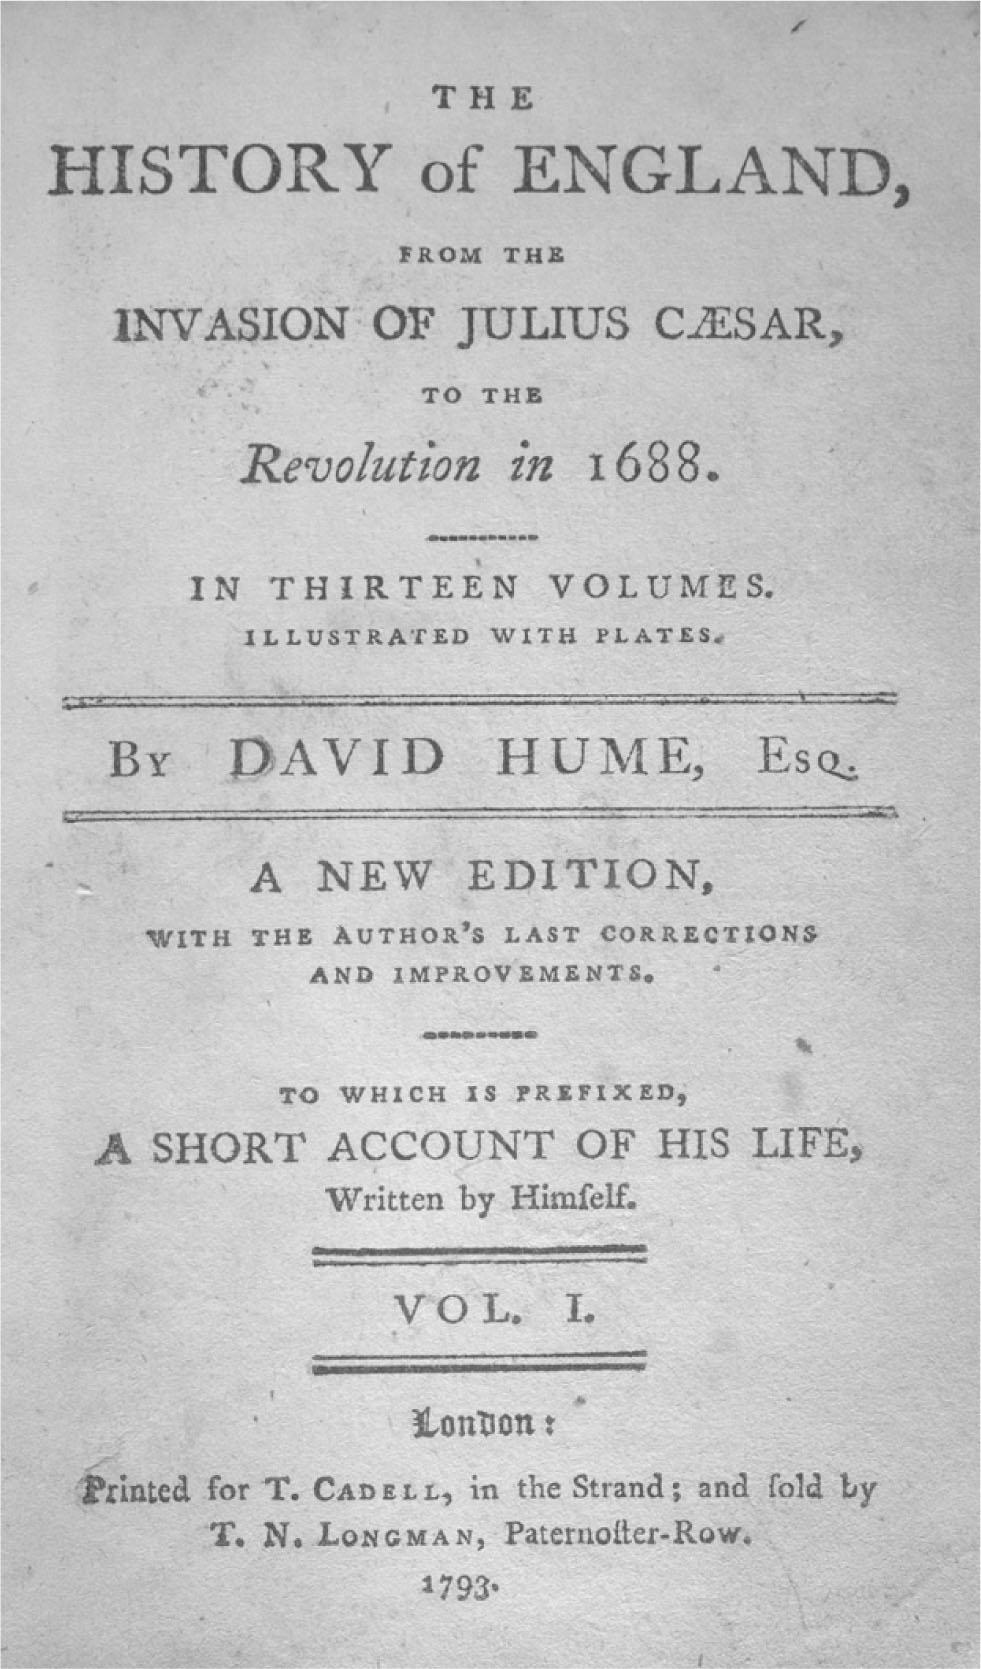 THE
HISTORY of ENGLAND,
FROM THE
INVASION OF JULIUS CÆSAR,
TO THE
Revolution in 1688.
IN THIRTEEN VOLUMES.
ILLUSTRATED WITH PLATES.
By DAVID HUME, Esq.
A NEW EDITION,
WITH THE AUTHOR'S LAST CORRECTIONS
AND IMPROVEMENTS.
TO WHICH IS PREFIXED,
A SHORT ACCOUNT OF HIS LIFE,
Written by Himſelf.
VOL. I.
London:
Printed for T. CADELL, in the Strand; and ſold by
T. N. LONGMAN, Paternoſter-Row.
1793.